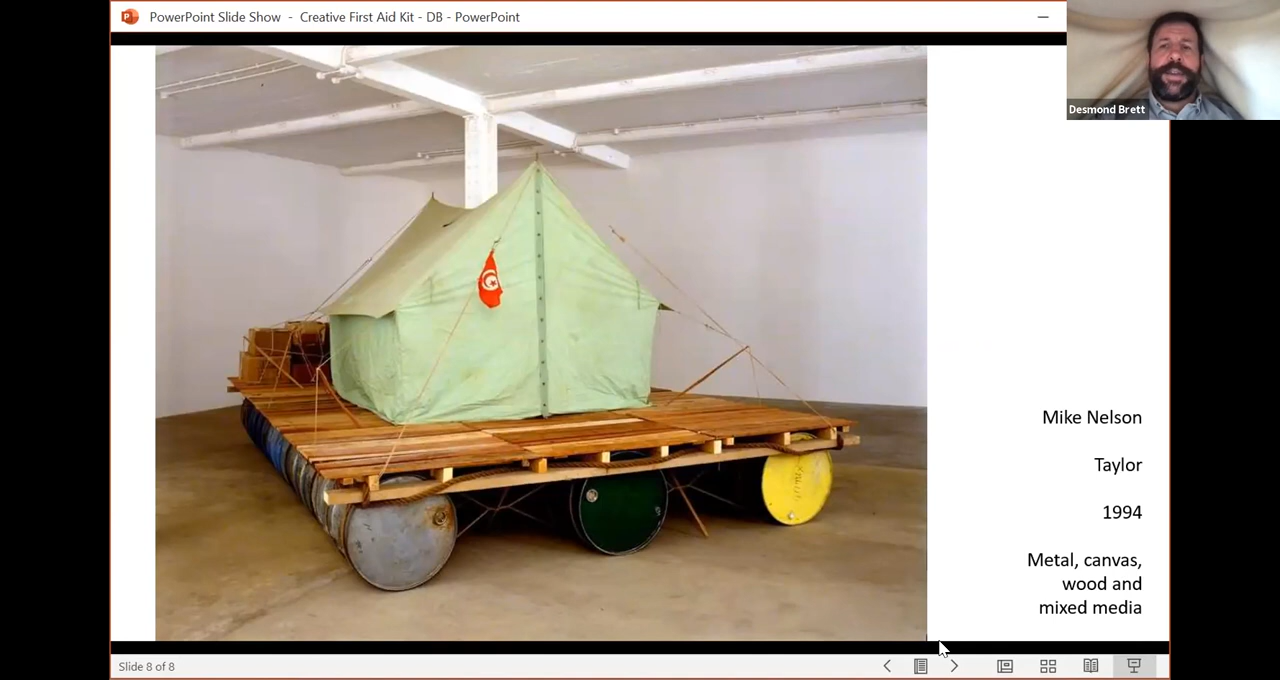 PowerPoint Slide Show - Creative First Aid Kit - DB - PowerPoint
Desmond Brett
Mike Nelson
Taylor
1994
Metal, canvas,
wood and
mixed media
Slide 8 of 8